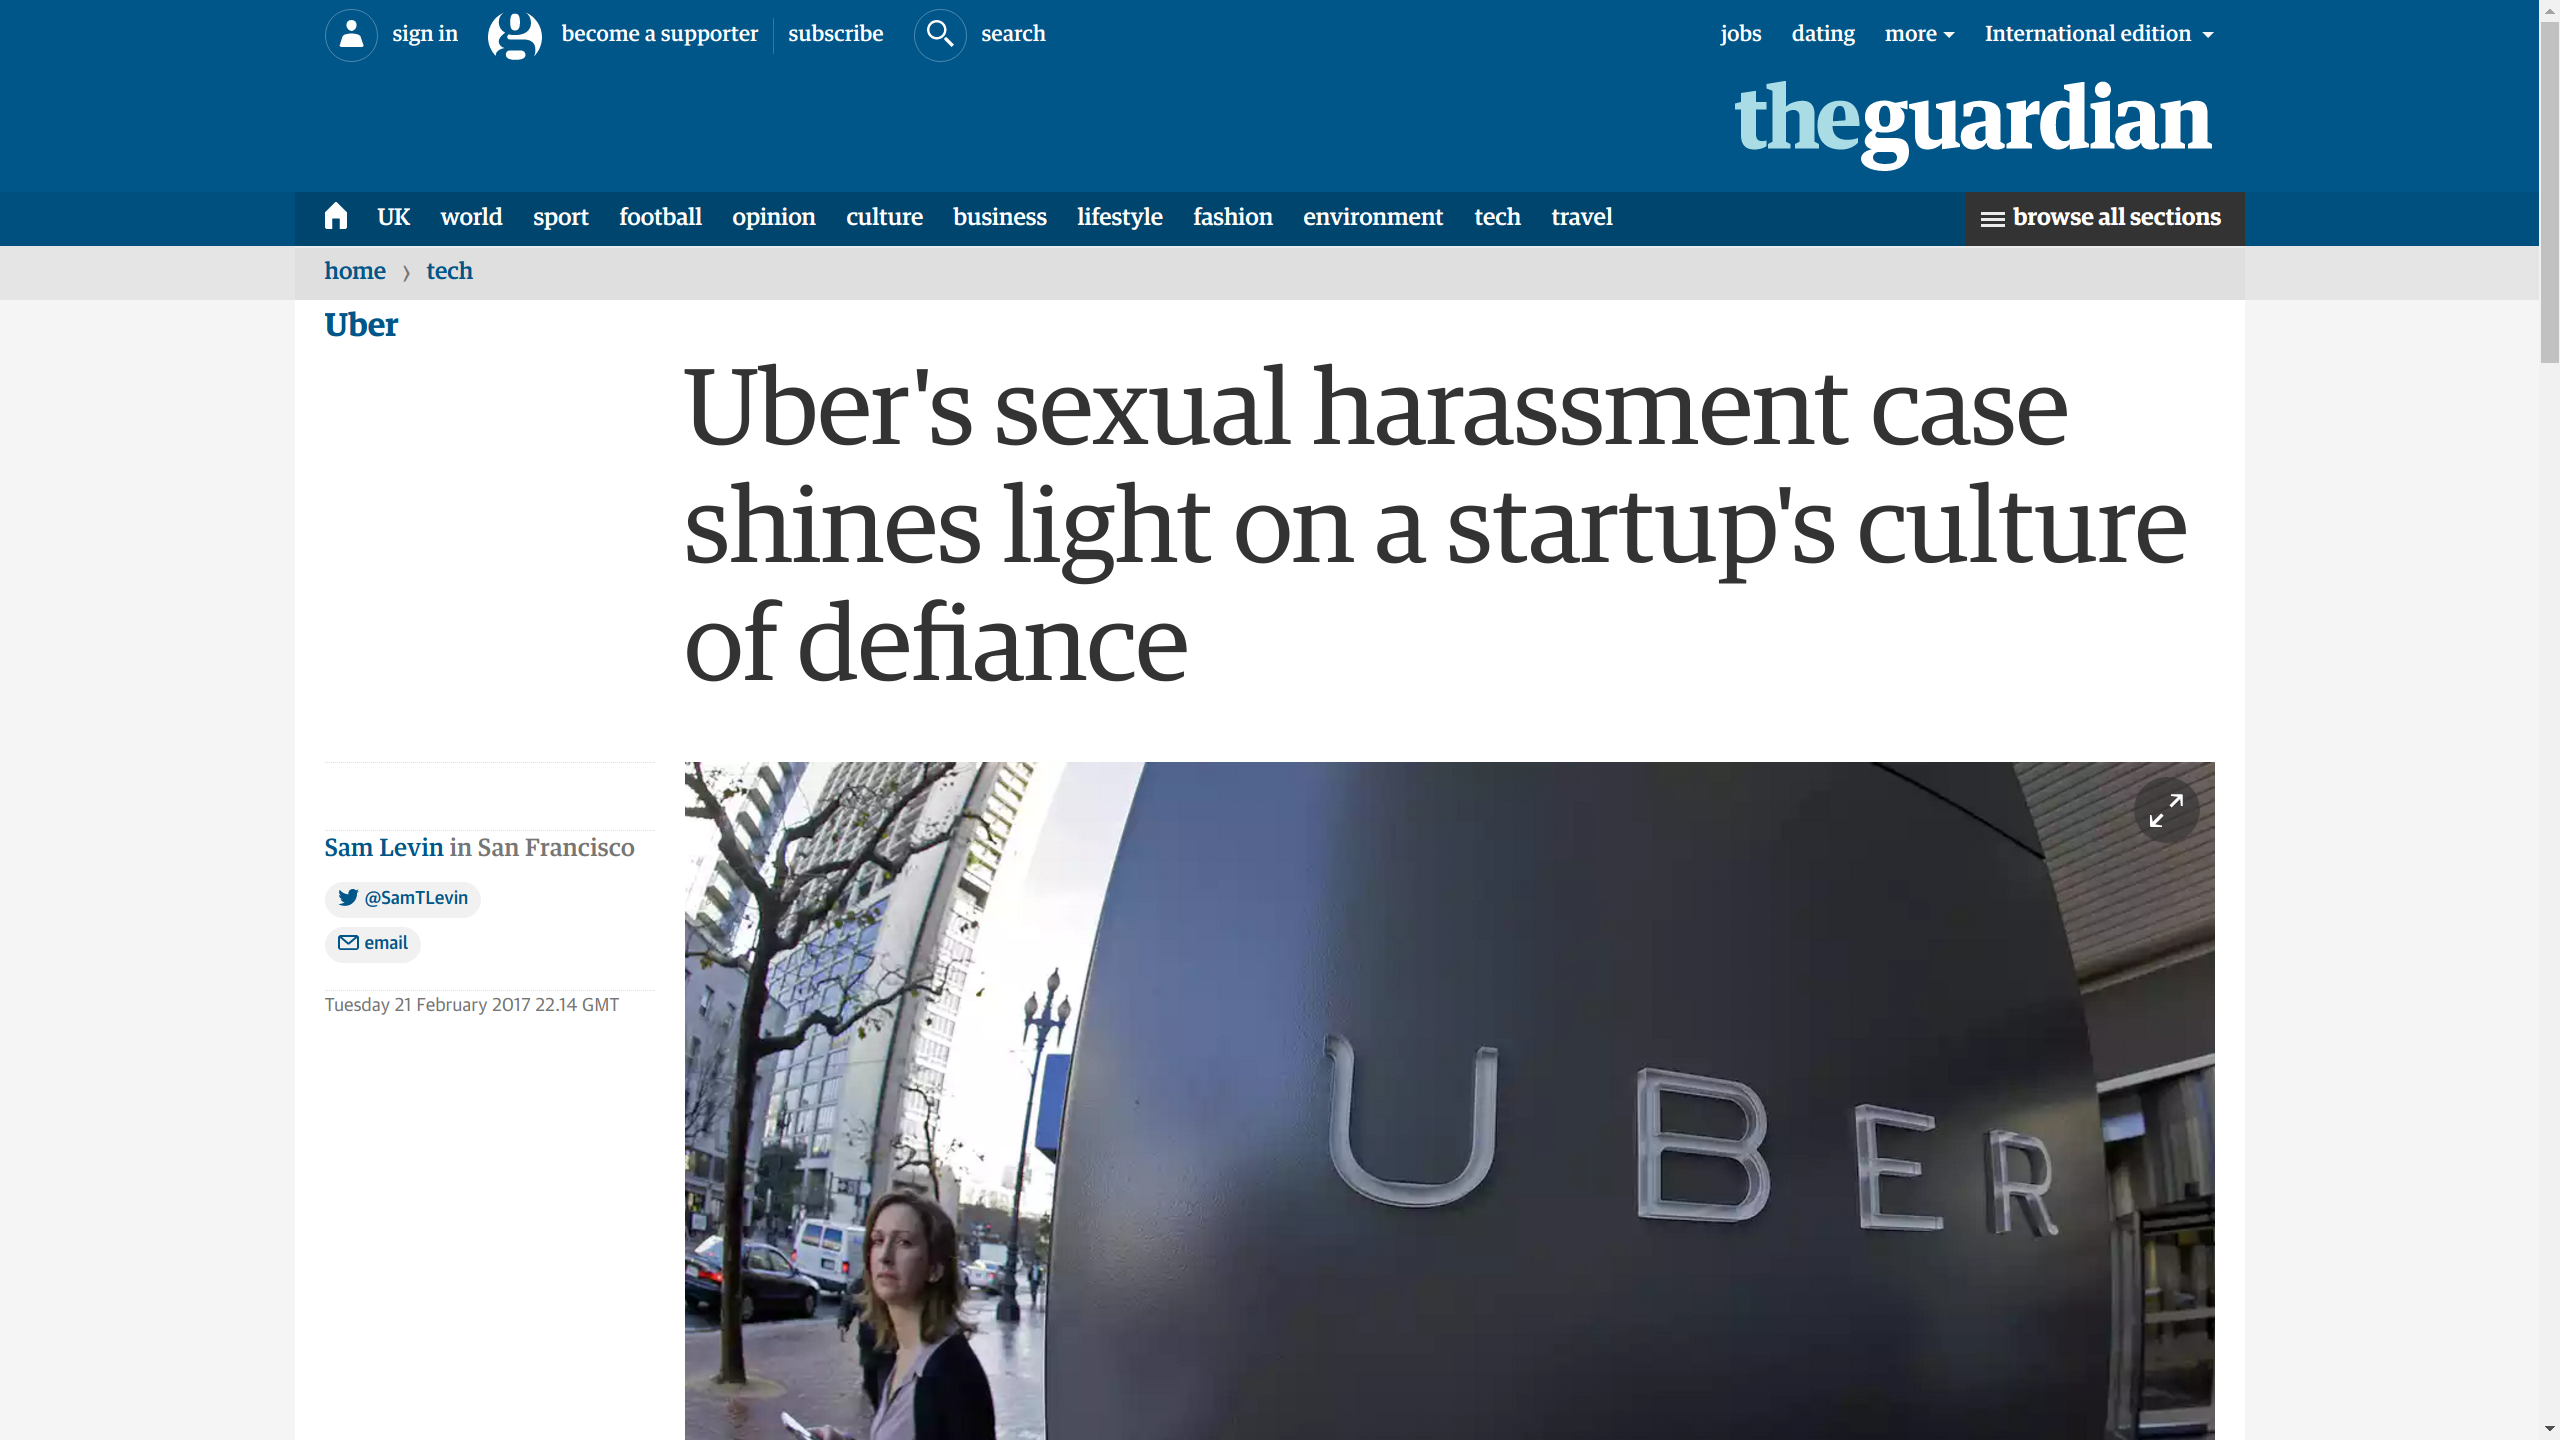 sign in
become a supporter
subscribe
search
jobs
dating
more
International edition
theguardian
UK
world
sport
football
opinion
culture
business
lifestyle
fashion
environment
tech
travel
browse all sections
home
tech
Uber
Uber's sexual harassment case
shines light on a startup's culture
of defiance
Sam Levin in San Francisco
@SamTLevin
email
Tuesday 21 February 2017 22.14 GMT
UBER